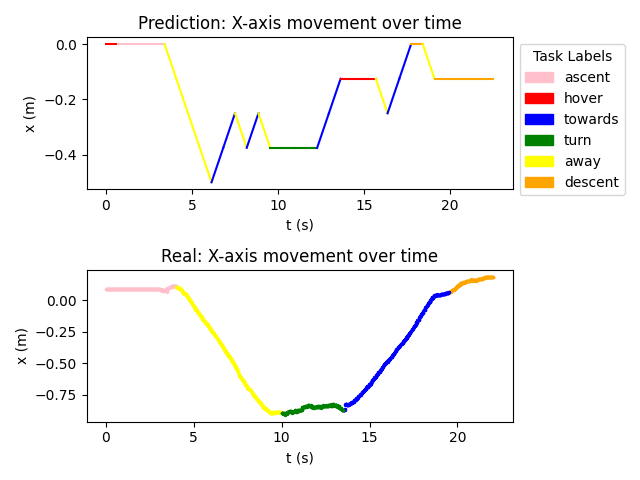 Prediction: X-axis movement over time
0.0
−0.2
−0.4
x (m)
0 5 10 15 20
t (s)
Task Labels
ascent
hover
towards
turn
away
descent
Real: X-axis movement over time
0.00
−0.25
−0.50
−0.75
x (m)
0 5 10 15 20
t (s)